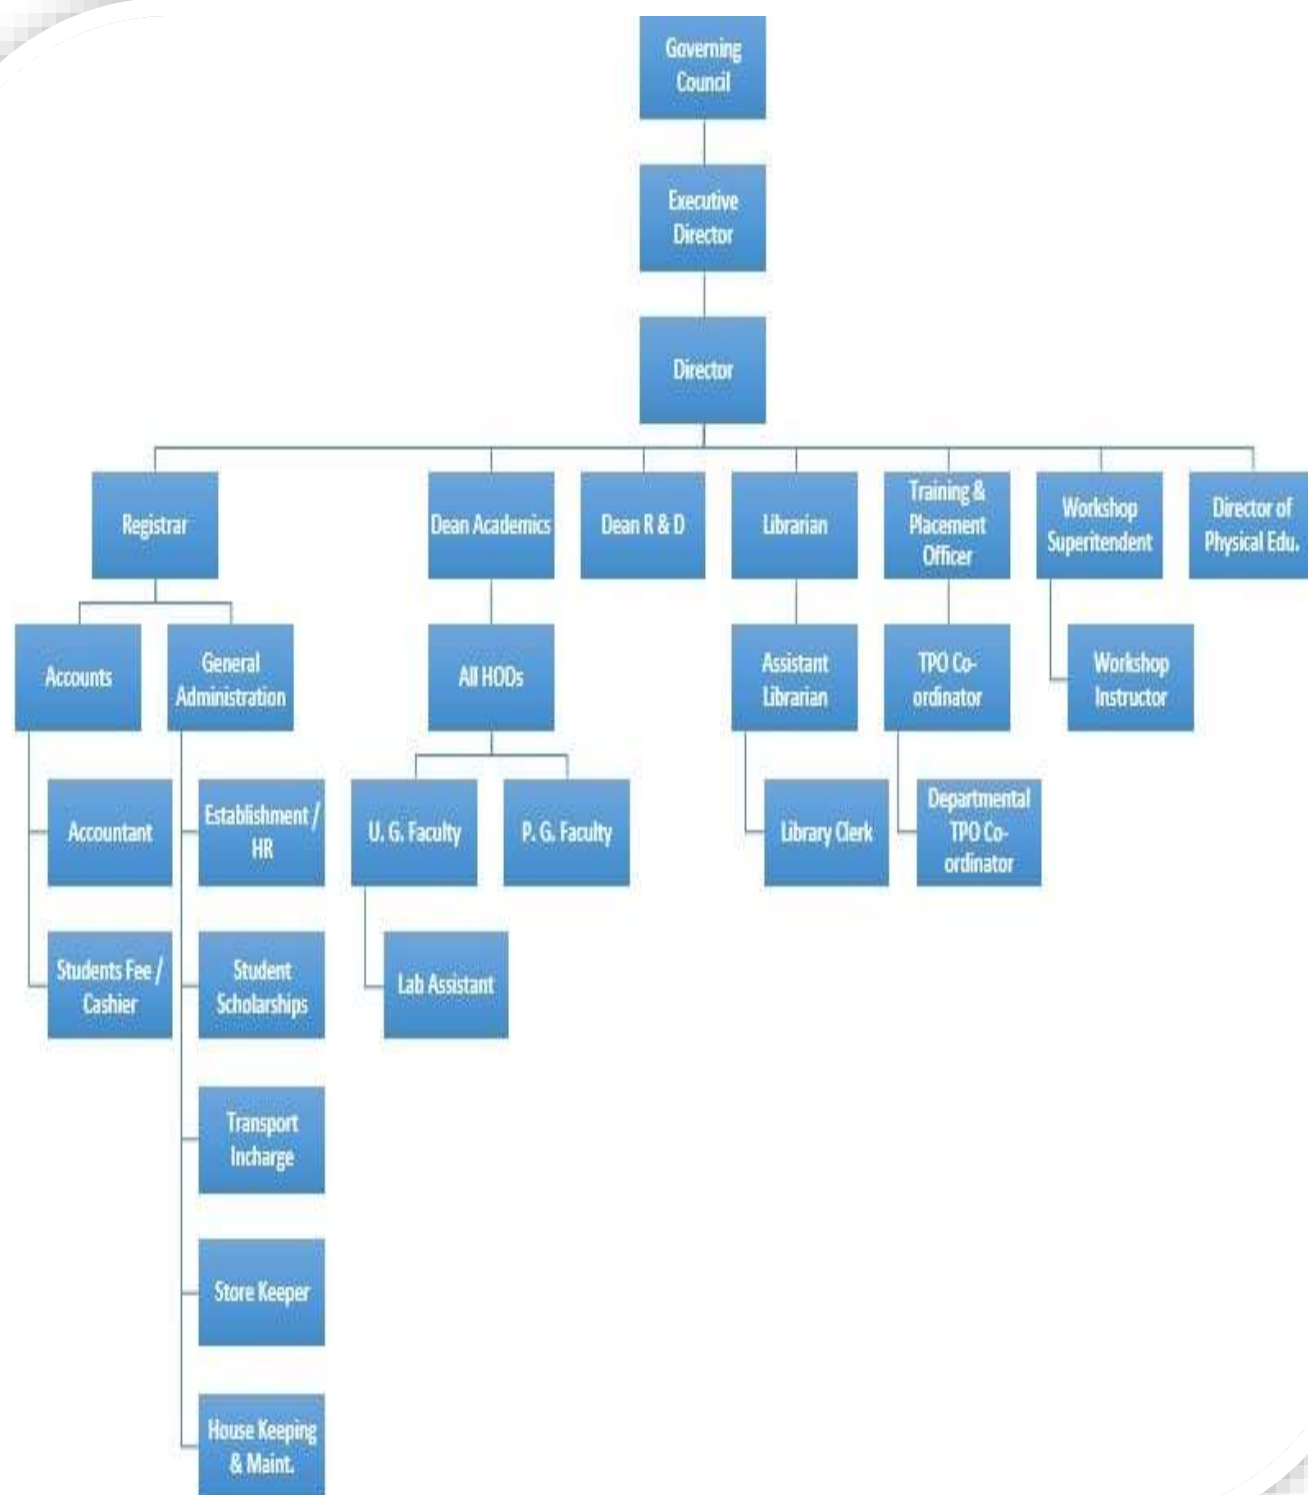 Governing
Council
Executive
Director
Director
Registrar
Dean Academics
Dean R & D
Librarian
Training &
Placement
Officer
Workshop
Superitendent
Director of
Physical Edu.
Accounts
General
Administration
All HODs
Assistant
Librarian
TPO Co-
ordinator
Workshop
Instructor
Accountant
Establishment /
HR
U. G. Faculty
P. G. Faculty
Library Clerk
Departmental
TPO Co-
ordinator
Students Fee /
Cashier
Student
Scholarships
Lab Assistant
Transport
Incharge
Store Keeper
House Keeping
& Maint.